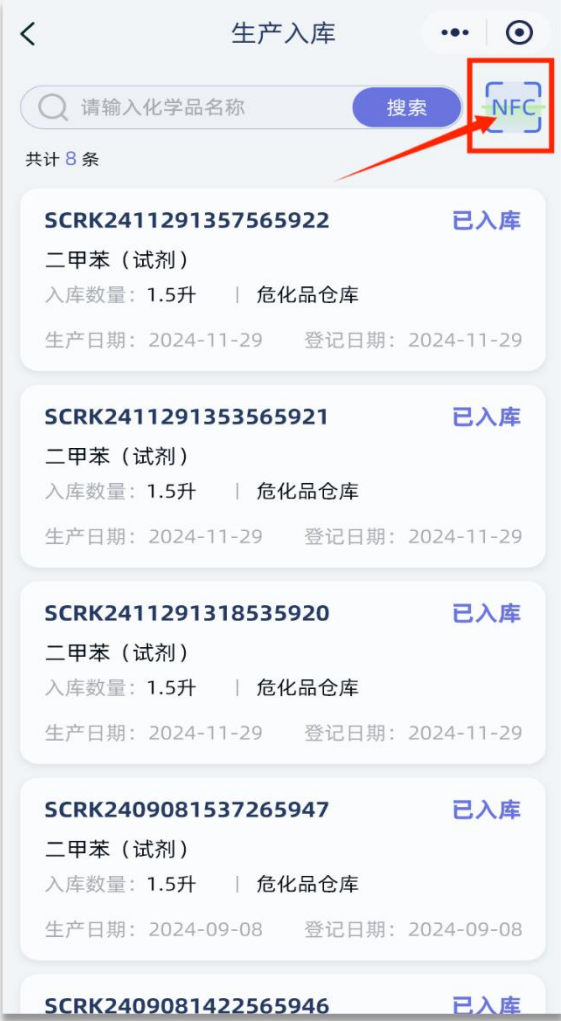 生产入库
请输入化学品名称 搜索 NFC
共计 8 条
SCRK2411291357565922 已入库
二甲苯（试剂）
入库数量：1.5升 | 危化品仓库
生产日期：2024-11-29 登记日期：2024-11-29
SCRK2411291353565921 已入库
二甲苯（试剂）
入库数量：1.5升 | 危化品仓库
生产日期：2024-11-29 登记日期：2024-11-29
SCRK2411291318535920 已入库
二甲苯（试剂）
入库数量：1.5升 | 危化品仓库
生产日期：2024-11-29 登记日期：2024-11-29
SCRK2409081537265947 已入库
二甲苯（试剂）
入库数量：1.5升 | 危化品仓库
生产日期：2024-09-08 登记日期：2024-09-08
SCRK2409081422565946 已入库